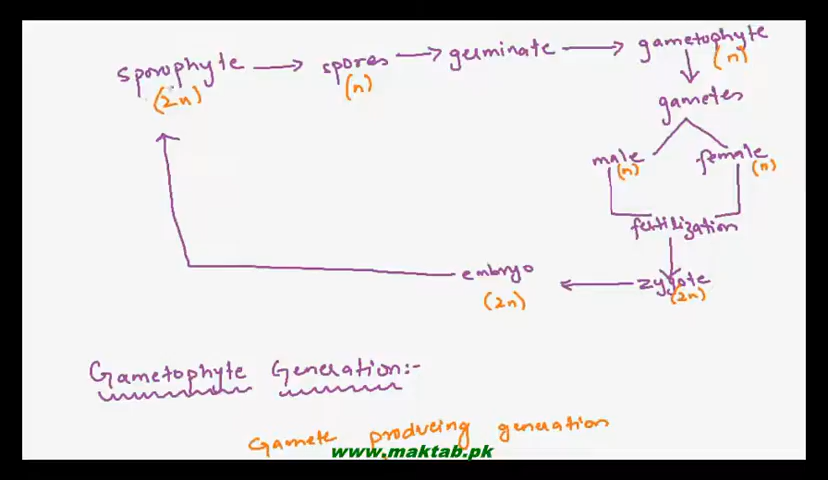 sporophyte → spores → germinate → gametophyte
(2n) (n) (n)
gametes
male female
(n) (n)
fertilization
embryo ← zygote
(2n) (2n)
Gametophyte Generation:-
Gamete producing generation
www.maktab.pk